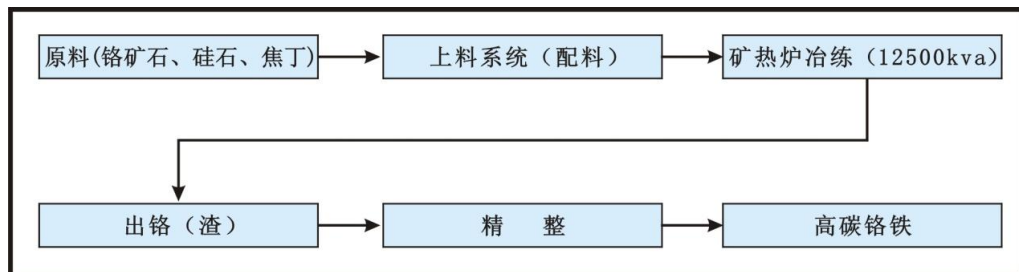 原料(铬矿石、硅石、焦丁)
上料系统（配料）
矿热炉冶练（12500kva）
出铬（渣）
精 整
高碳铬铁